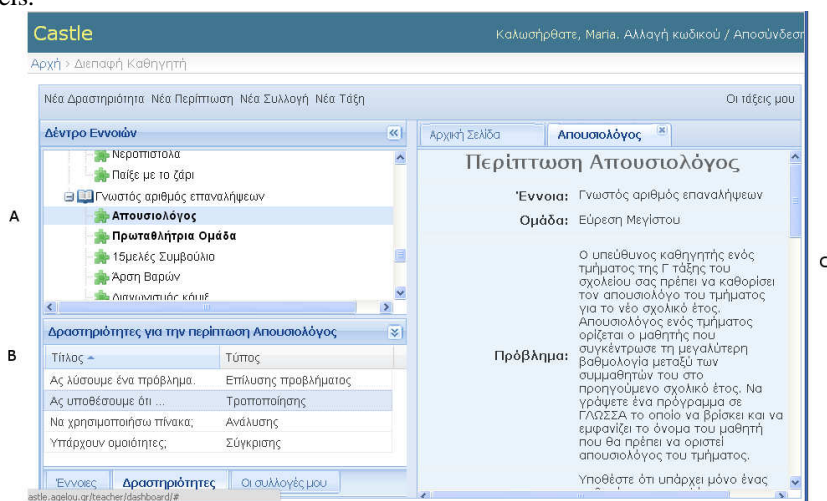 els.
Castle
Καλωσήρθατε, Maria. Αλλαγή κωδικού / Αποσύνδεση
Αρχή > Διεπαφή Καθηγητή
Νέα Δραστηριότητα Νέα Περίπτωση Νέα Συλλογή Νέα Τάξη
Οι τάξεις μου
Δέντρο Εννοιών
Νεροπίστολα
Παίξε με το ζάρι
Γνωστός αριθμός επαναλήψεων
A
Απουσιολόγος
Πρωταθλήτρια Ομάδα
15μελές Συμβούλιο
Άρση Βαρών
Διαγωνισμός κόμιξ
B
Δραστηριότητες για την περίπτωση Απουσιολόγος
Τίτλος Τύπος
Ας λύσουμε ένα πρόβλημα. Επίλυσης προβλήματος
Ας υποθέσουμε ότι ... Τροποποίησης
Να χρησιμοποιήσω πίνακα; Ανάλυσης
Υπάρχουν ομοιότητες; Σύγκρισης
Έννοιες Δραστηριότητες Οι συλλογές μου
astle.agelou.gr/teacher/dashboard/#
Αρχική Σελίδα Απουσιολόγος
Περίπτωση Απουσιολόγος
Έννοια: Γνωστός αριθμός επαναλήψεων
Ομάδα: Εύρεση Μεγίστου
C
Πρόβλημα:
Ο υπεύθυνος καθηγητής ενός
τμήματος της Γ τάξης του
σχολείου σας πρέπει να καθορίσει
τον απουσιολόγο του τμήματος
για το νέο σχολικό έτος.
Απουσιολόγος ενός τμήματος
ορίζεται ο μαθητής που
συγκέντρωσε τη μεγαλύτερη
βαθμολογία μεταξύ των
συμμαθητών του στο
προηγούμενο σχολικό έτος. Να
γράψετε ένα πρόγραμμα σε
ΓΛΩΣΣΑ το οποίο να βρίσκει και να
εμφανίζει το όνομα του μαθητή
που θα πρέπει να οριστεί
απουσιολόγος του τμήματος.
Υποθέστε ότι υπάρχει μόνο ένας